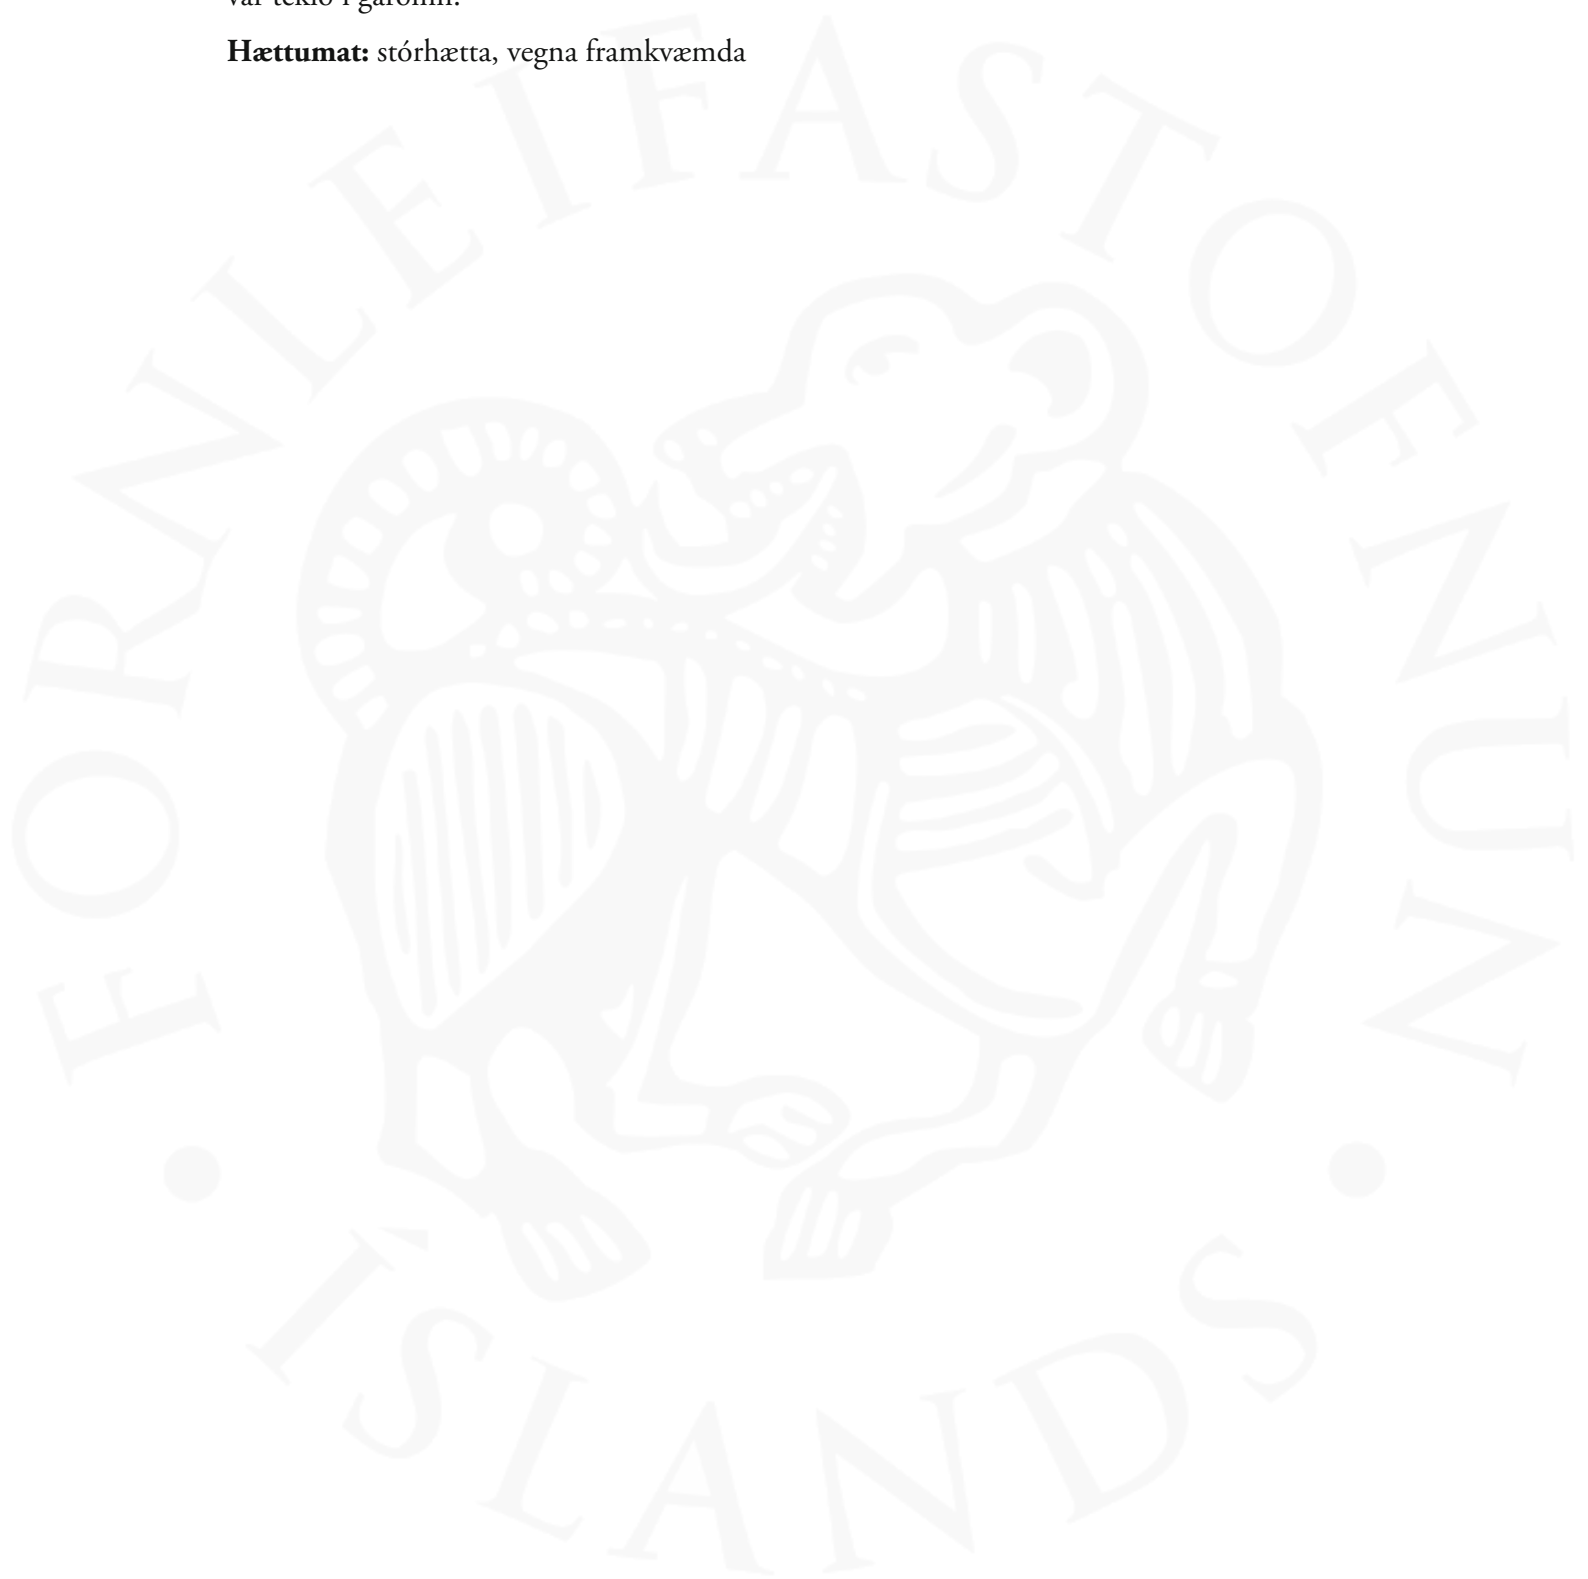 var tekið í garðinn.
Hættumat: stórhætta, vegna framkvæmda
FORNLEIFASTOFNUN
• ÍSLANDS •